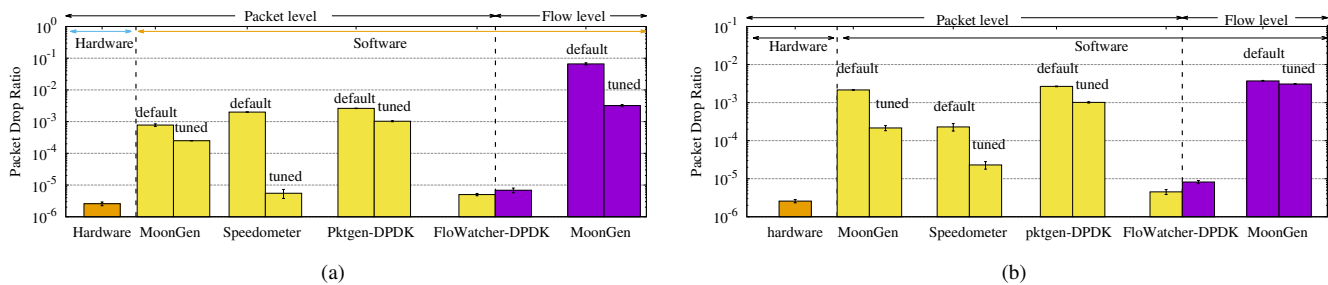 Packet level Flow level
Hardware Software
Packet Drop Ratio
10^0
10^-1
10^-2
10^-3
10^-4
10^-5
10^-6
default tuned
default tuned
default tuned
default tuned
Hardware MoonGen Speedometer Pktgen-DPDK FloWatcher-DPDK MoonGen
(a)
Packet level Flow level
Hardware Software
Packet Drop Ratio
10^-1
10^-2
10^-3
10^-4
10^-5
10^-6
default tuned
default tuned
default tuned
default tuned
hardware MoonGen Speedometer pktgen-DPDK FloWatcher-DPDK MoonGen
(b)